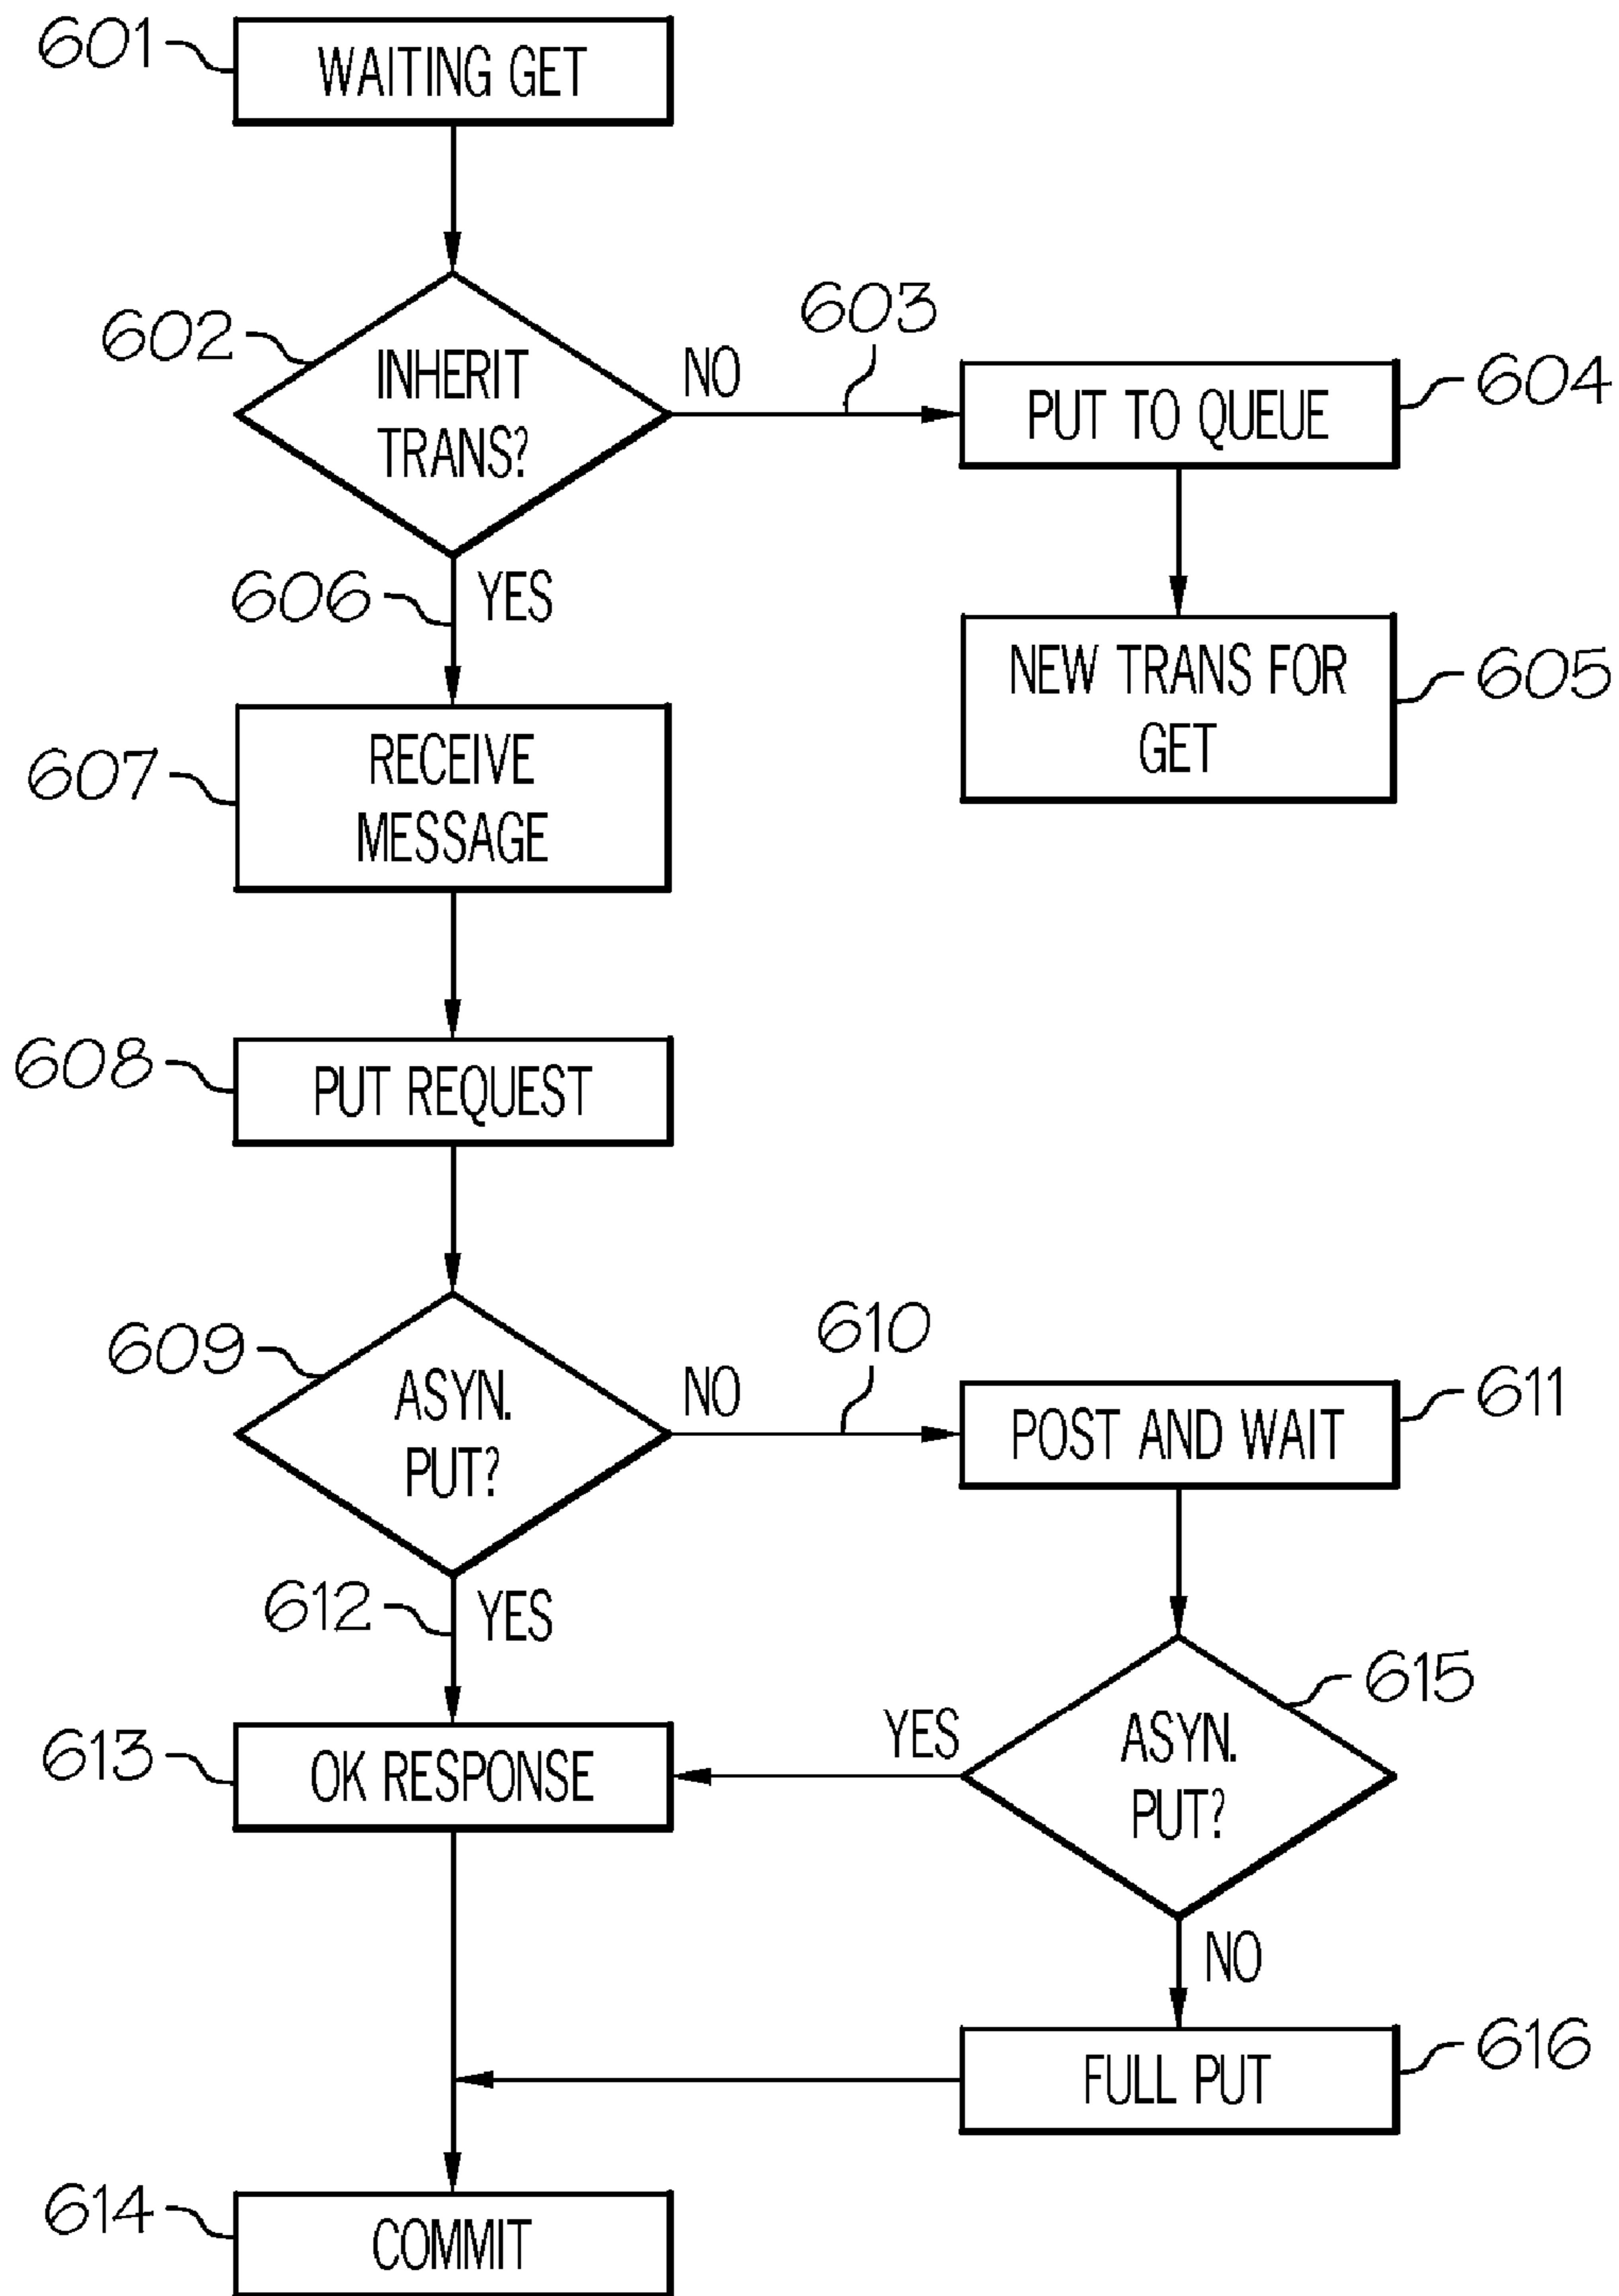 601
WAITING GET
602
INHERIT
TRANS?
NO
603
PUT TO QUEUE
604
NEW TRANS FOR
GET
605
606
YES
607
RECEIVE
MESSAGE
608
PUT REQUEST
609
ASYN.
PUT?
NO
610
POST AND WAIT
611
612
YES
613
OK RESPONSE
YES
ASYN.
PUT?
615
NO
FULL PUT
616
614
COMMIT